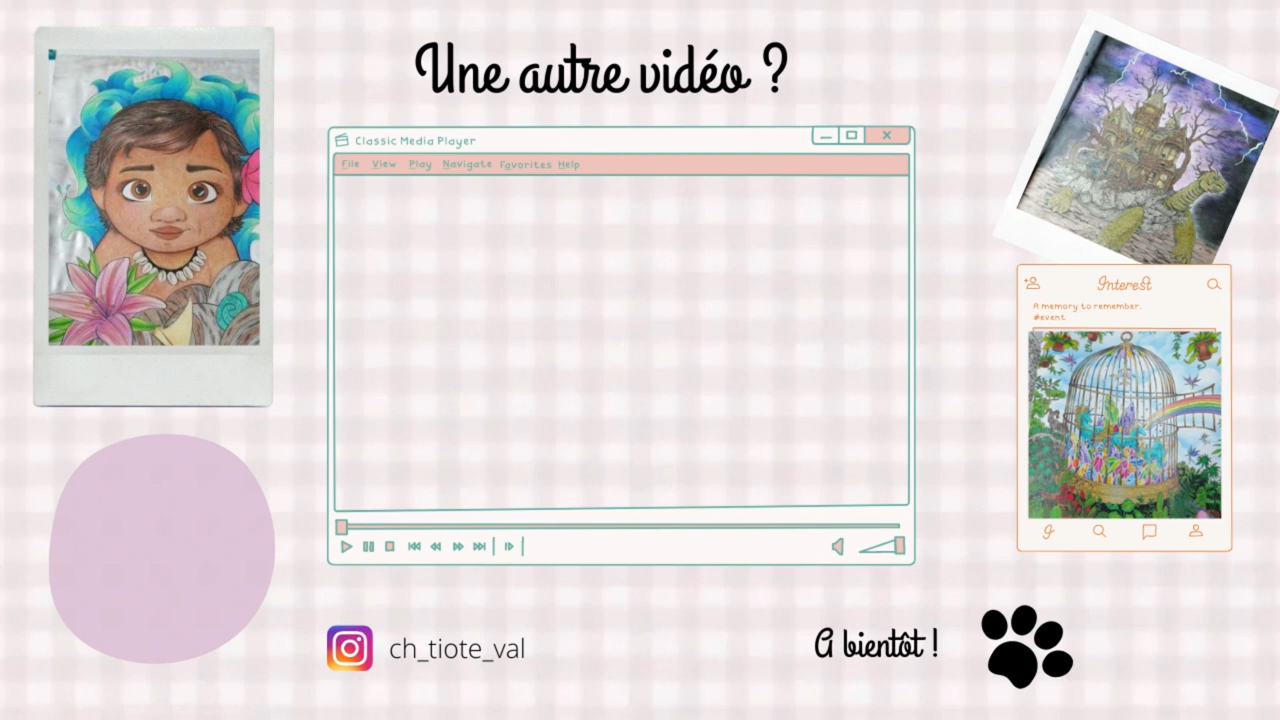 Une autre vidéo ?
Classic Media Player
File View Play Navigate Favorites Help
Interest
A memory to remember.
#event
ch_tiote_val
A bientôt !